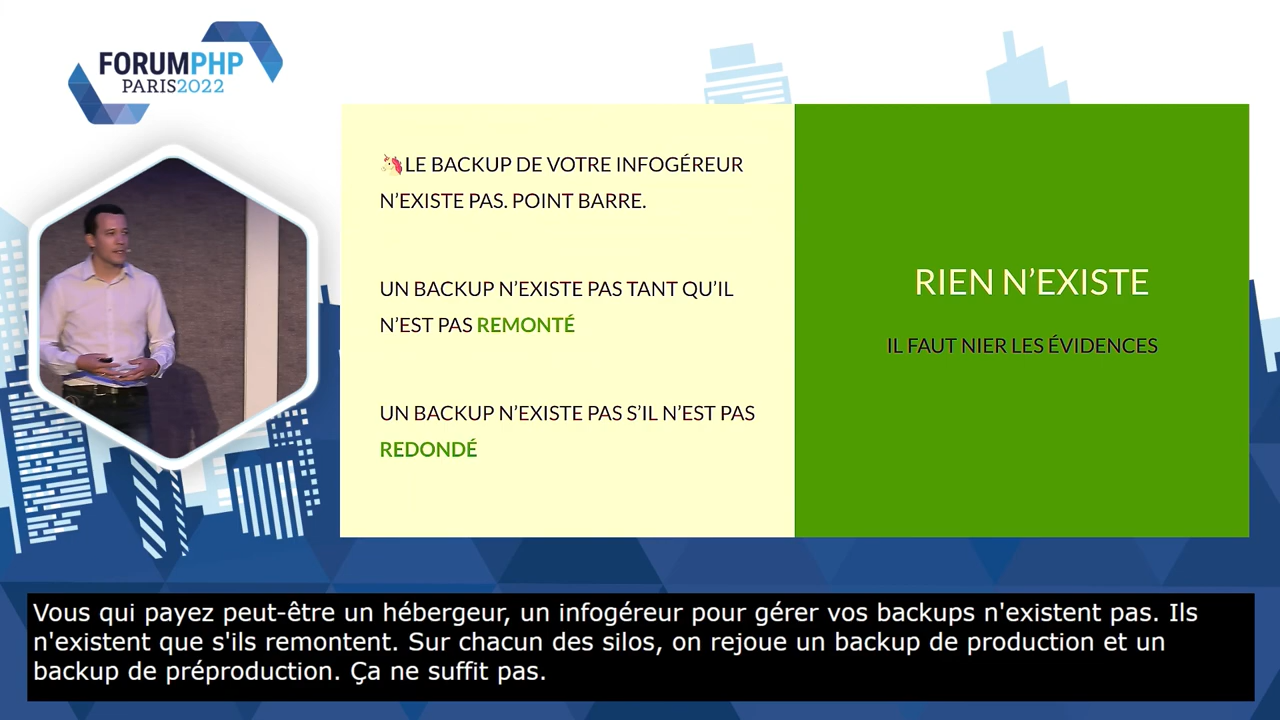 FORUMPHP
PARIS2022
🦄LE BACKUP DE VOTRE INFOGÉREUR
N'EXISTE PAS. POINT BARRE.
UN BACKUP N'EXISTE PAS TANT QU'IL
N'EST PAS REMONTÉ
UN BACKUP N'EXISTE PAS S'IL N'EST PAS
REDONDÉ
RIEN N'EXISTE
IL FAUT NIER LES ÉVIDENCES
Vous qui payez peut-être un hébergeur, un infogéreur pour gérer vos backups n'existent pas. Ils
n'existent que s'ils remontent. Sur chacun des silos, on rejoue un backup de production et un
backup de préproduction. Ça ne suffit pas.